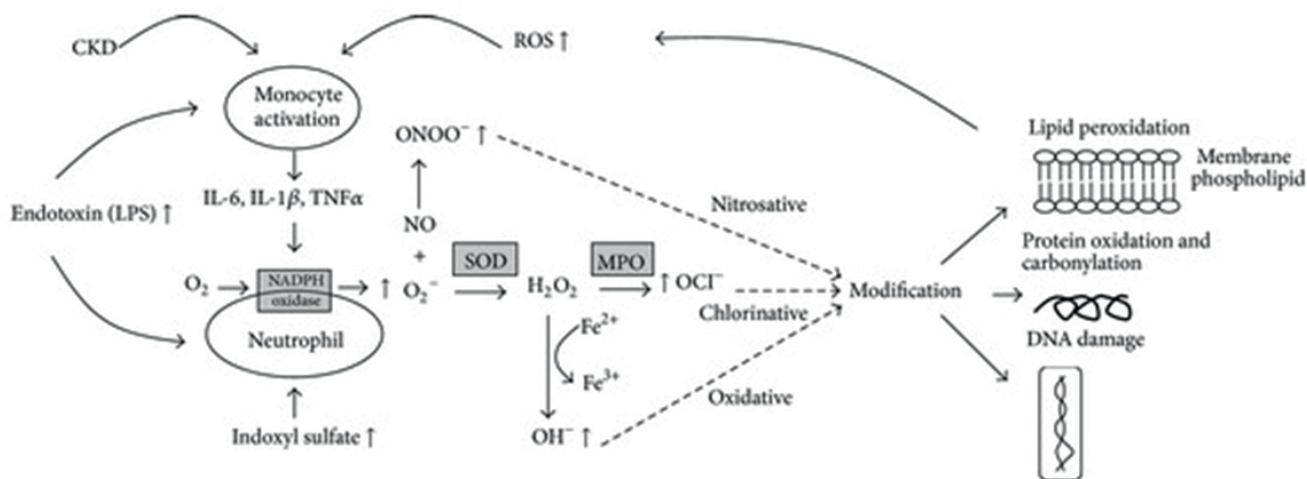 CKD
ROS ↑
Monocyte
activation
ONOO⁻ ↑
Lipid peroxidation
Membrane
phospholipid
IL-6, IL-1β, TNFα
Endotoxin (LPS) ↑
NO
Nitrosative
+
SOD
MPO
Protein oxidation and
carbonylation
O₂
NADPH
oxidase
↑ O₂⁻
H₂O₂
↑ OCl⁻
Modification
Chlorinative
Neutrophil
Fe²⁺
Fe³⁺
DNA damage
Oxidative
Indoxyl sulfate ↑
OH⁻ ↑